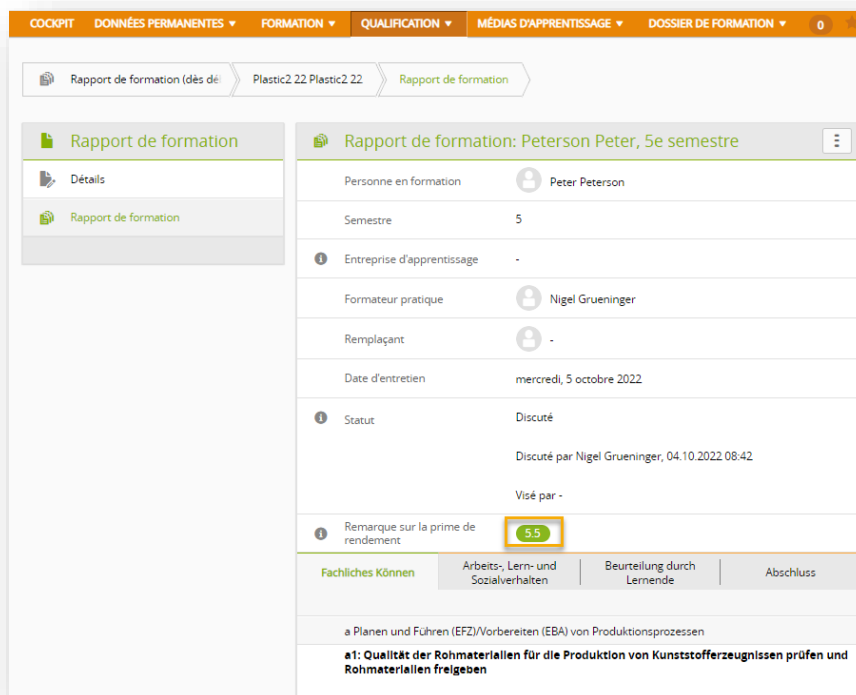 COCKPIT DONNÉES PERMANENTES FORMATION QUALIFICATION MÉDIAS D'APPRENTISSAGE DOSSIER DE FORMATION 0
Rapport de formation (dès dé Plastic2 22 Plastic2 22 Rapport de formation
Rapport de formation
Détails
Rapport de formation
Rapport de formation: Peterson Peter, 5e semestre
Personne en formation Peter Peterson
Semestre 5
Entreprise d'apprentissage -
Formateur pratique Nigel Grueninger
Remplaçant -
Date d'entretien mercredi, 5 octobre 2022
Statut Discuté
Discuté par Nigel Grueninger, 04.10.2022 08:42
Visé par -
Remarque sur la prime de
rendement 5.5
Fachliches Können
Arbeits-, Lern- und
Sozialverhalten
Beurteilung durch
Lernende
Abschluss
a Planen und Führen (EFZ)/Vorbereiten (EBA) von Produktionsprozessen
a1: Qualität der Rohmaterialien für die Produktion von Kunststofferzeugnissen prüfen und
Rohmaterialien freigeben